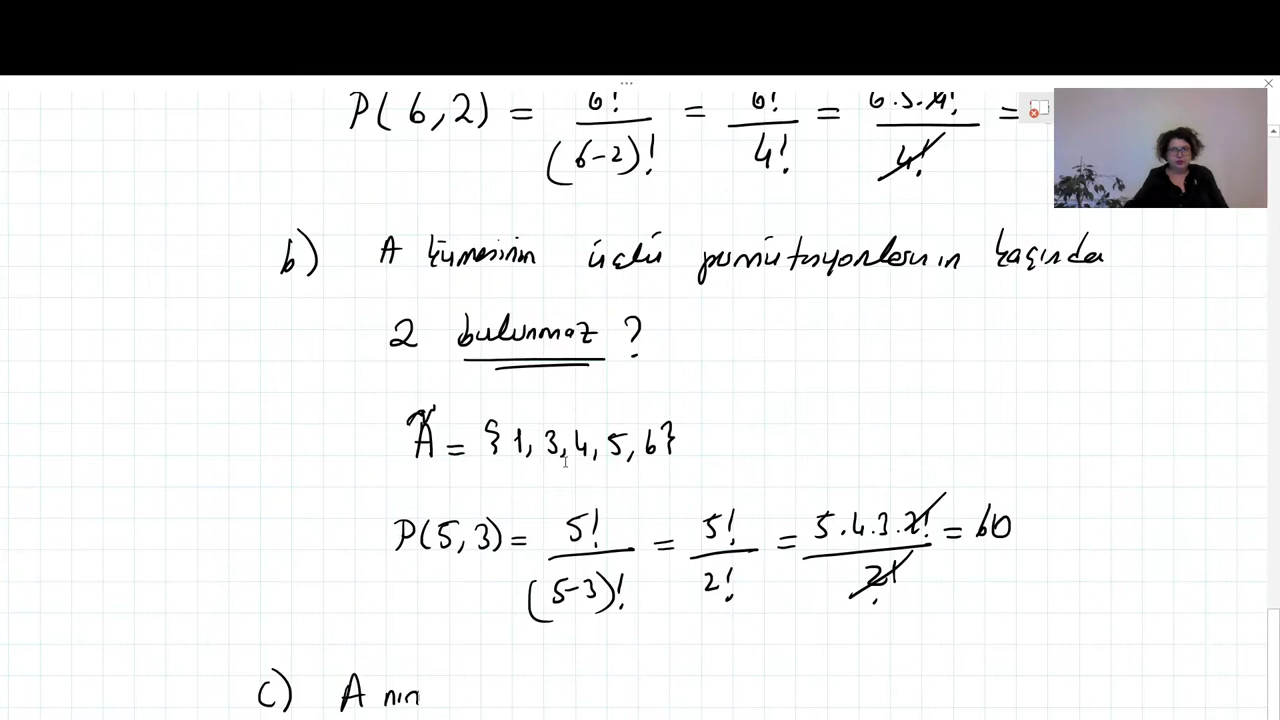 P(6,2) = 6! / (6-2)! = 6! / 4! = 6.5.4! / 4! =
b) A kümesinin üçlü permütasyonlarının kaçında
2 bulunmaz ?
A = {1, 3, 4, 5, 6}
P(5,3) = 5! / (5-3)! = 5! / 2! = 5.4.3.2! / 2! = 60
c) A nın